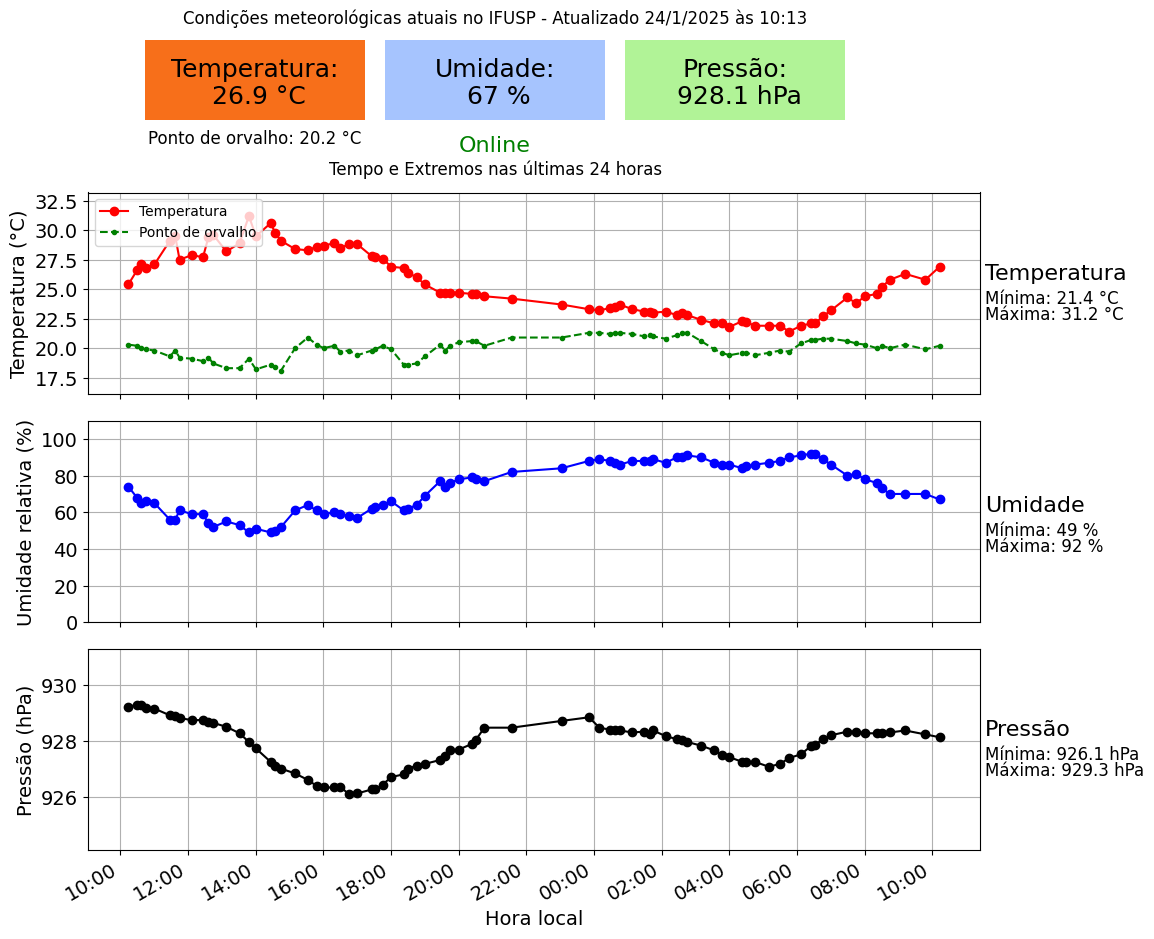 Condições meteorológicas atuais no IFUSP - Atualizado 24/1/2025 às 10:13
Temperatura:
26.9 °C
Umidade:
67 %
Pressão:
928.1 hPa
Ponto de orvalho: 20.2 °C
Online
Tempo e Extremos nas últimas 24 horas
Temperatura (°C)
32.5
30.0
27.5
25.0
22.5
20.0
17.5
Temperatura
Ponto de orvalho
Temperatura
Mínima: 21.4 °C
Máxima: 31.2 °C
Umidade relativa (%)
100
80
60
40
20
0
Umidade
Mínima: 49 %
Máxima: 92 %
Pressão (hPa)
930
928
926
Pressão
Mínima: 926.1 hPa
Máxima: 929.3 hPa
10:00 12:00 14:00 16:00 18:00 20:00 22:00 00:00 02:00 04:00 06:00 08:00 10:00
Hora local